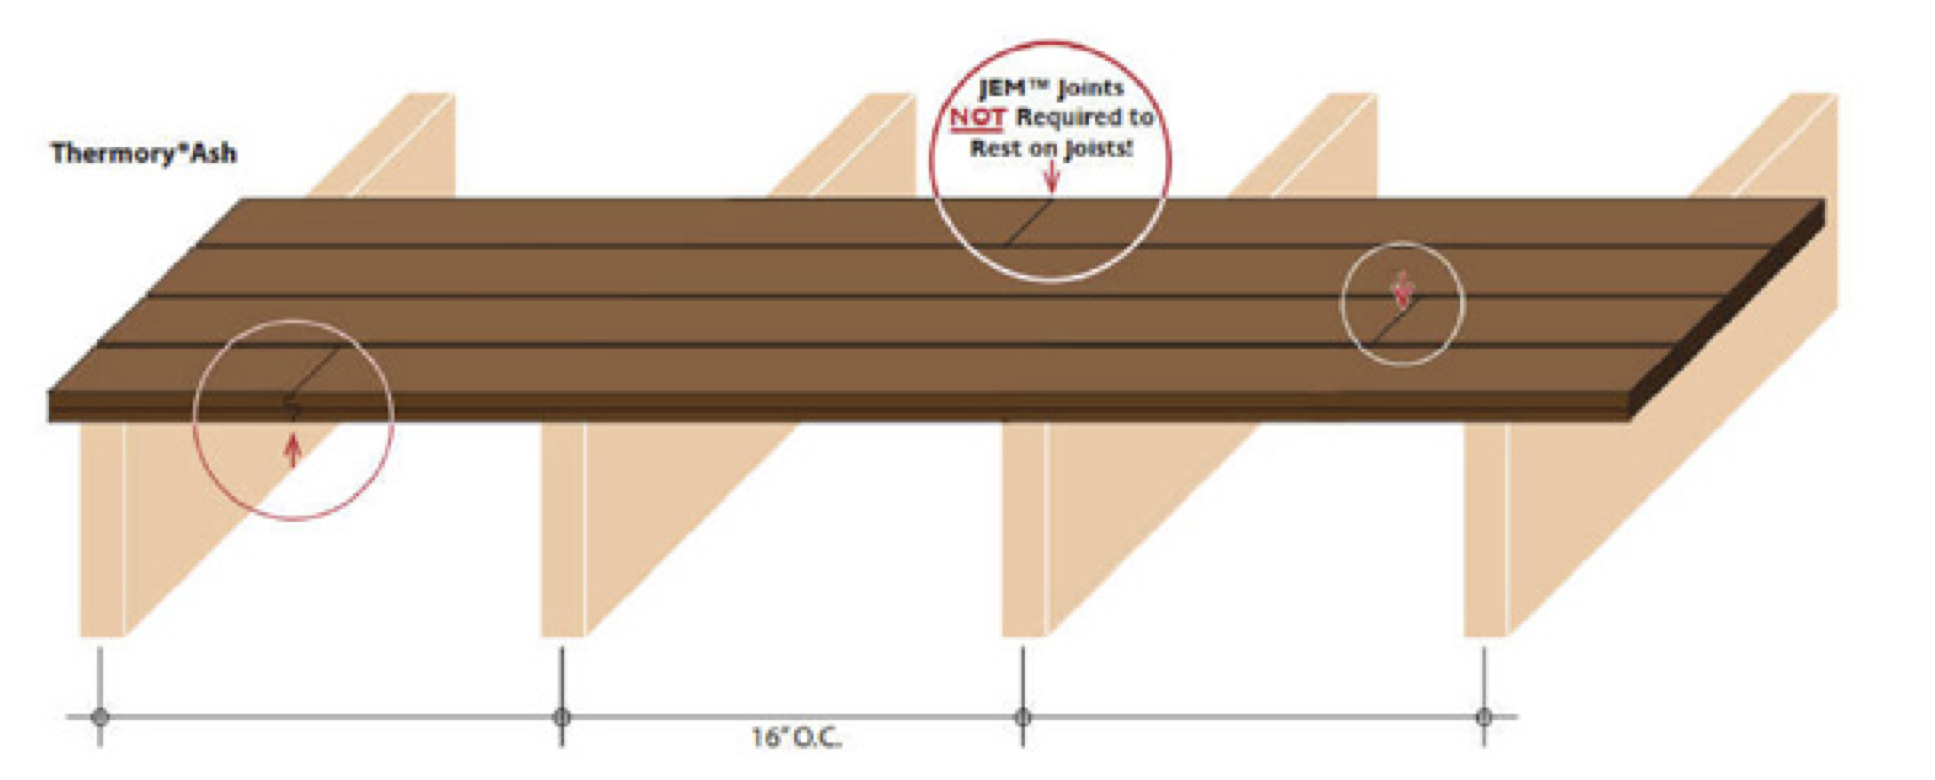 JEM™ Joints
NOT Required to
Rest on Joists!
Thermory®Ash
16" O.C.